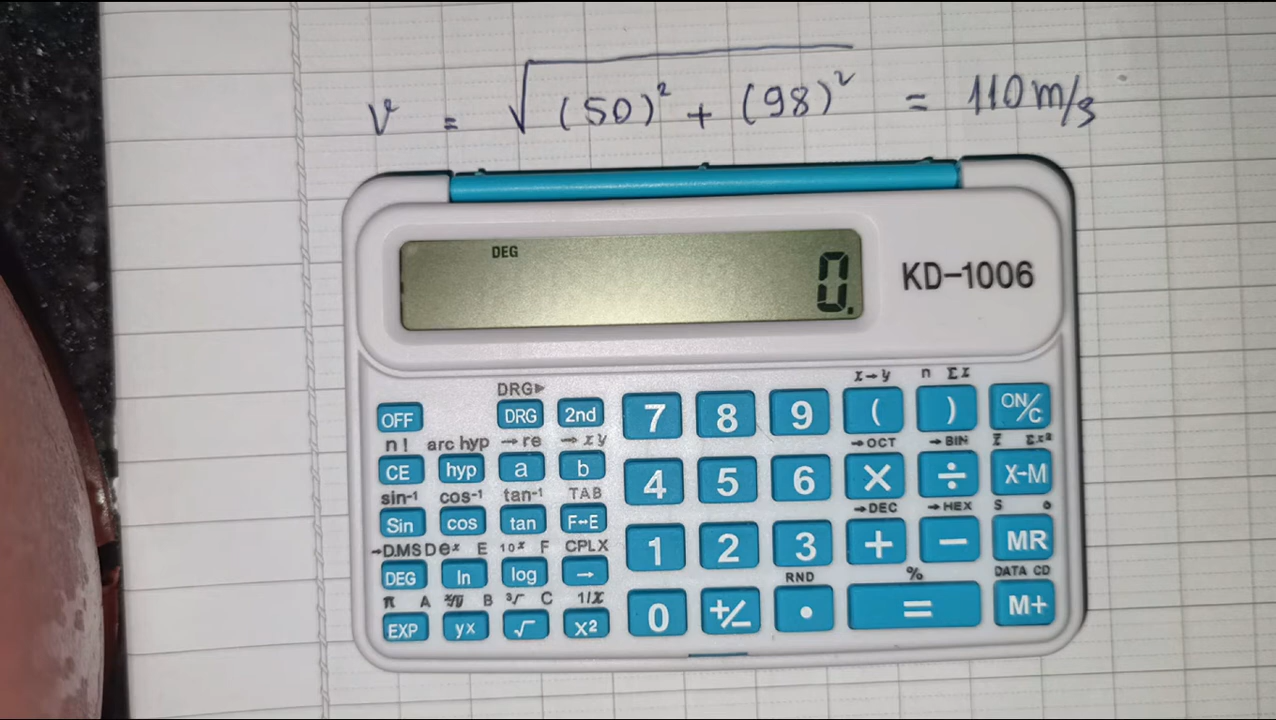 v = √(50)² + (98)² = 110 m/s
DEG
0.
KD-1006
x→y n Σx
DRG▶
OFF DRG 2nd 7 8 9 ( ) ON/C
n! arc hyp →re →xy →OCT →BIN x̄ Σx²
CE hyp a b 4 5 6 × ÷ X-M
sin⁻¹ cos⁻¹ tan⁻¹ TAB →DEC →HEX S σ
Sin cos tan F↔E 1 2 3 + − MR
→D.MS D eˣ E 10ˣ F CPLX RND % DATA CD
DEG ln log → 0 +/− • = M+
π A ˣ√y B ³√ C 1/x
EXP yx √ x²